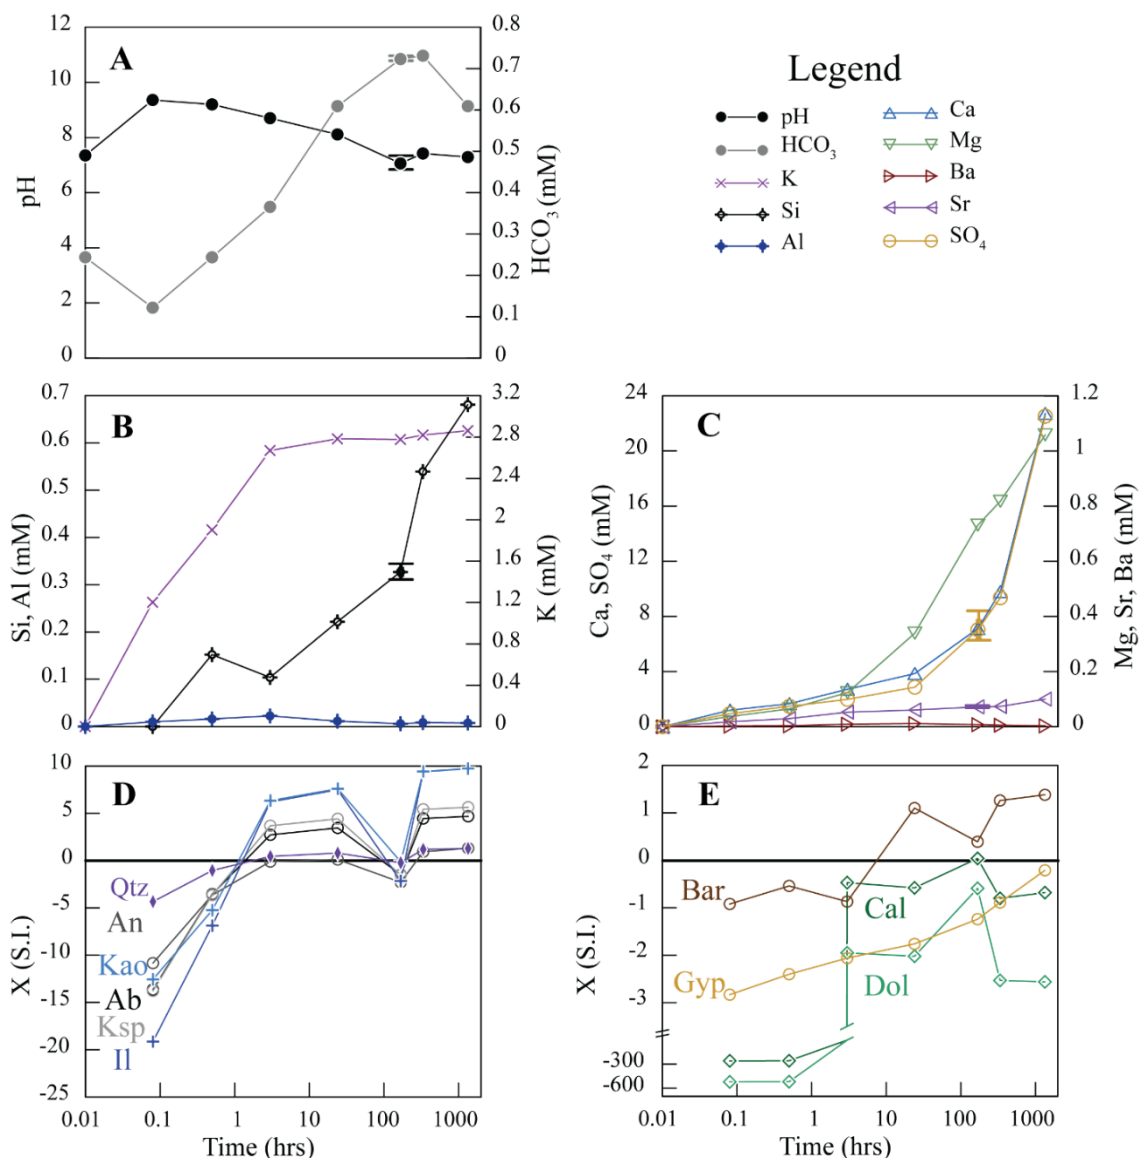 A
12
10
8
6
4
2
0
pH
0.8
0.7
0.6
0.5
0.4
0.3
0.2
0.1
0
HCO3 (mM)
Legend
pH
HCO3
K
Si
Al
Ca
Mg
Ba
Sr
SO4
B
0.7
0.6
0.5
0.4
0.3
0.2
0.1
0
Si, Al (mM)
3.2
2.8
2.4
2
1.6
1.2
0.8
0.4
0
K (mM)
C
24
20
16
12
8
4
0
Ca, SO4 (mM)
1.2
1
0.8
0.6
0.4
0.2
0
Mg, Sr, Ba (mM)
D
10
5
0
-5
-10
-15
-20
-25
X (S.I.)
Qtz
An
Kao
Ab
Ksp
Il
0.01
0.1
1
10
100
1000
Time (hrs)
E
2
1
0
-1
-2
-3
-300
-600
X (S.I.)
Bar
Cal
Gyp
Dol
0.01
0.1
1
10
100
1000
Time (hrs)